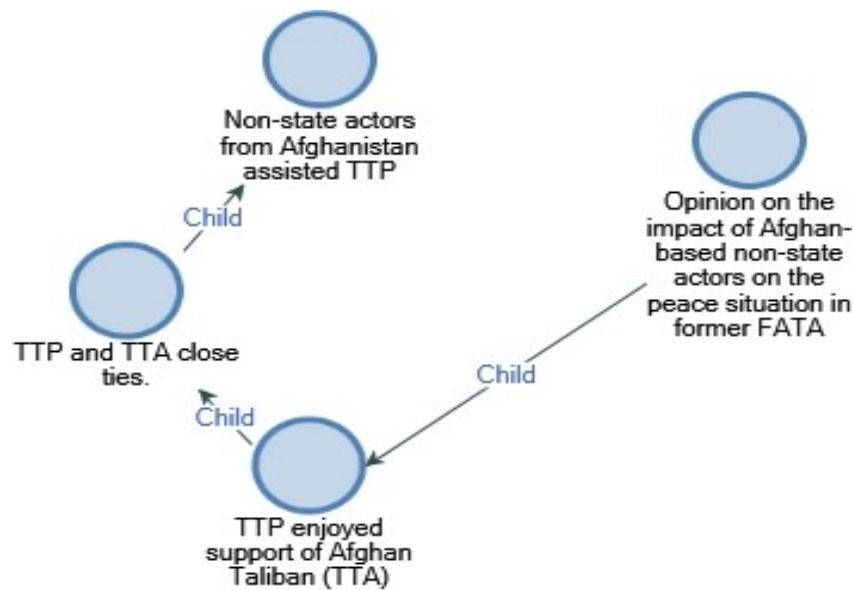 Non-state actors
from Afghanistan
assisted TTP
Opinion on the
impact of Afghan-
based non-state
actors on the
peace situation in
former FATA
Child
TTP and TTA close
ties.
Child
Child
TTP enjoyed
support of Afghan
Taliban (TTA)